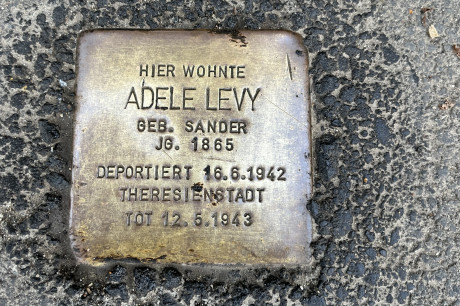 HIER WOHNTE
ADELE LEVY
GEB. SANDER
JG. 1865
DEPORTIERT 16.6.1942
THERESIENSTADT
TOT 12.5.1943